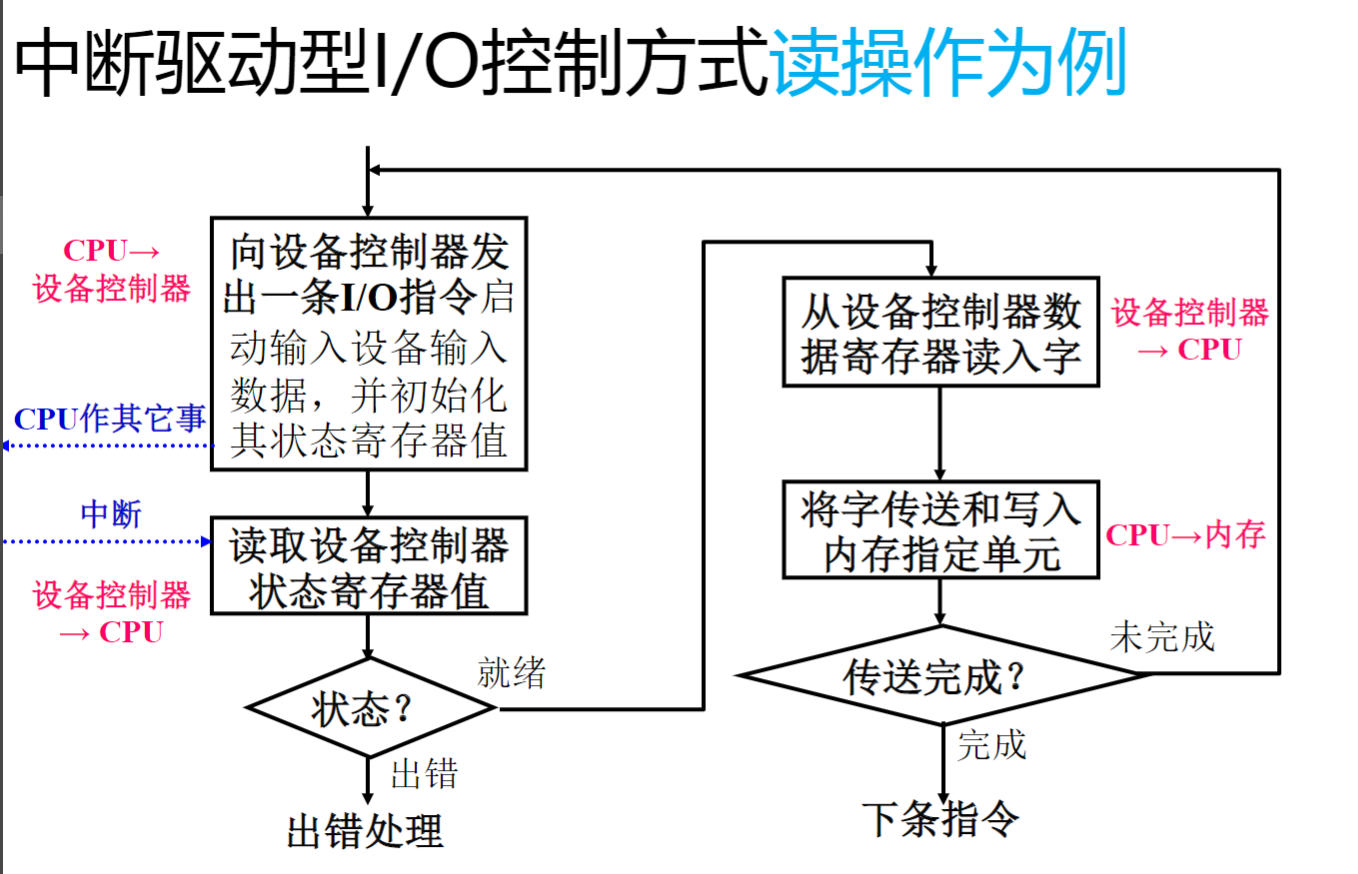 中断驱动型I/O控制方式读操作为例
CPU→
设备控制器
向设备控制器发
出一条I/O指令启
动输入设备输入
数据，并初始化
其状态寄存器值
CPU作其它事
中断
读取设备控制器
状态寄存器值
设备控制器
→ CPU
状态？
就绪
出错
出错处理
从设备控制器数
据寄存器读入字
设备控制器
→ CPU
将字传送和写入
内存指定单元
CPU→内存
传送完成？
未完成
完成
下条指令